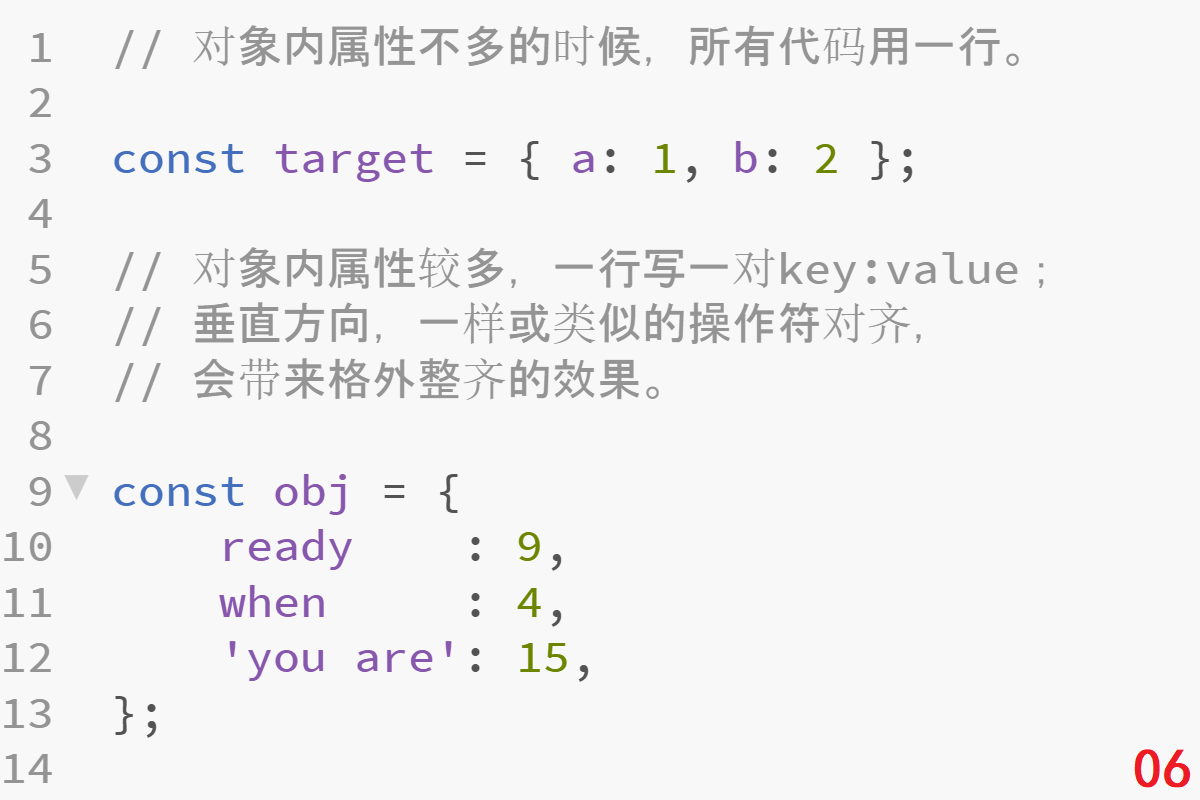 1 // 对象内属性不多的时候，所有代码用一行。
2
3 const target = { a: 1, b: 2 };
4
5 // 对象内属性较多，一行写一对key:value；
6 // 垂直方向，一样或类似的操作符对齐，
7 // 会带来格外整齐的效果。
8
9 const obj = {
10     ready    : 9,
11     when     : 4,
12     'you are': 15,
13 };
14
06